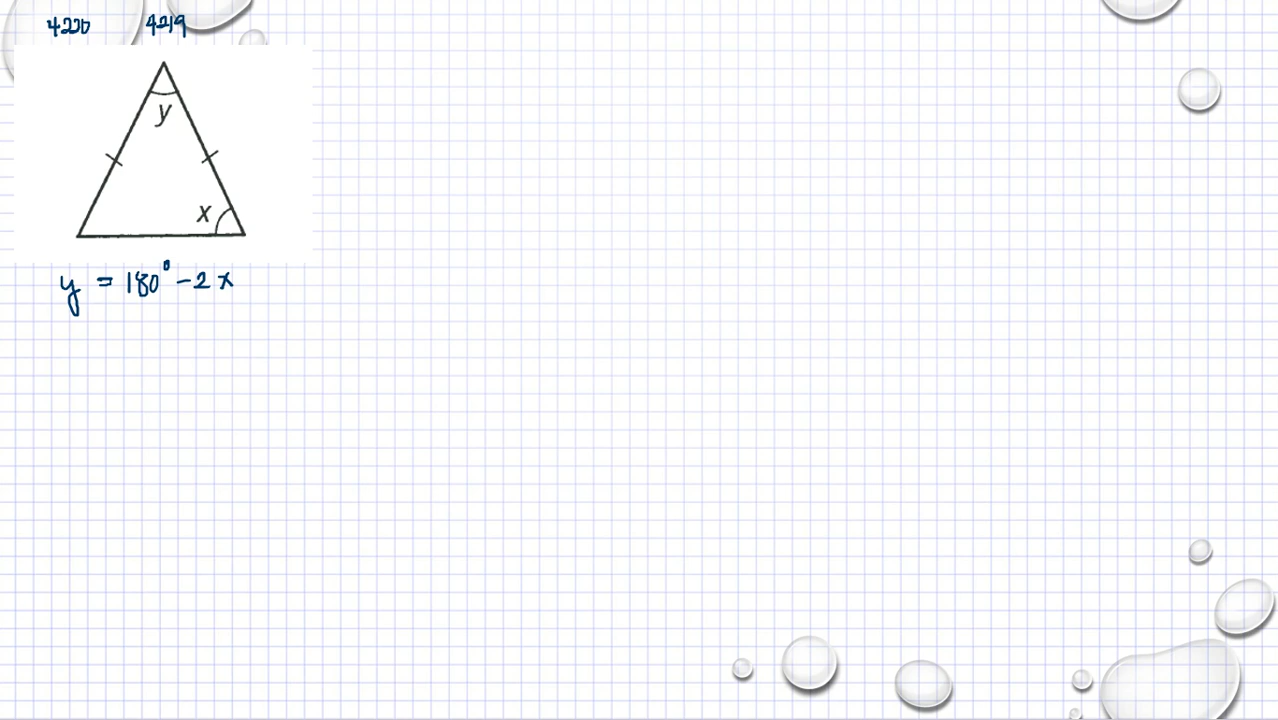 4220 4219
y
x
y = 180° - 2x